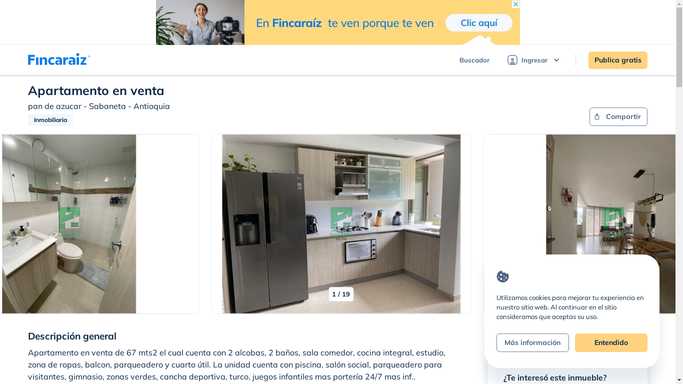 En Fincaraíz te ven porque te ven
Clic aquí
Fincaraiz
Buscador
Ingresar
Publica gratis
Apartamento en venta
pan de azucar - Sabaneta - Antioquia
Inmobiliaria
Compartir
1 / 19
Utilizamos cookies para mejorar tu experiencia en
nuestro sitio web. Al continuar en el sitio
consideramos que aceptas su uso.
Más información
Entendido
Descripción general
Apartamento en venta de 67 mts2 el cual cuenta con 2 alcobas, 2 baños, sala comedor, cocina integral, estudio,
zona de ropas, balcon, parqueadero y cuarto útil. La unidad cuenta con piscina, salón social, parqueadero para
visitantes, gimnasio, zonas verdes, cancha deportiva, turco, juegos infantiles mas portería 24/7 mas inf..
¿Te interesó este inmueble?